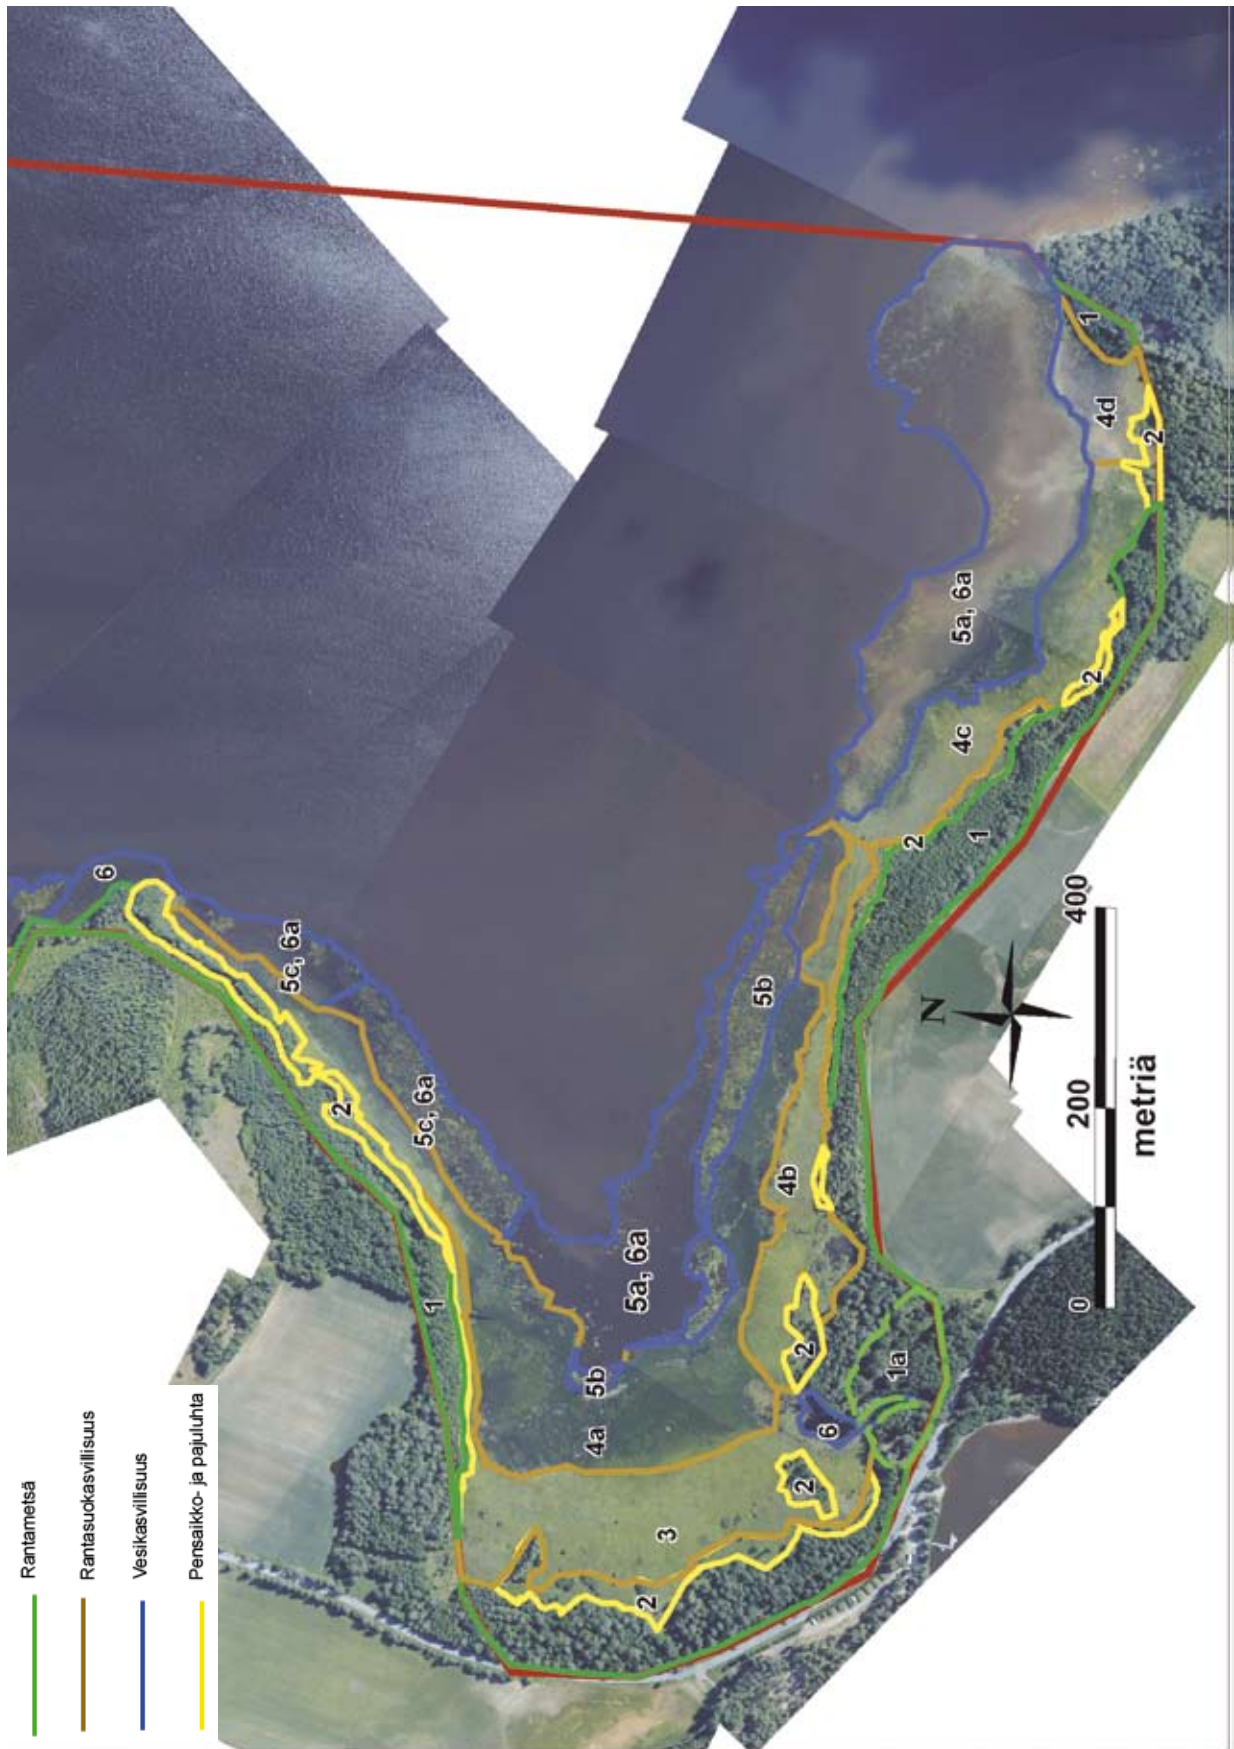 Rantametsä
Rantasuokasvillisuus
Vesikasvillisuus
Pensaikko- ja pajuluhta
6
5c, 6a
2
5c, 6a
1
5a, 6a
5b
4a
3
2
2
6
1a
2
4b
5b
2
1
4c
5a, 6a
2
4d
2
1
N
0
200
400
metriä